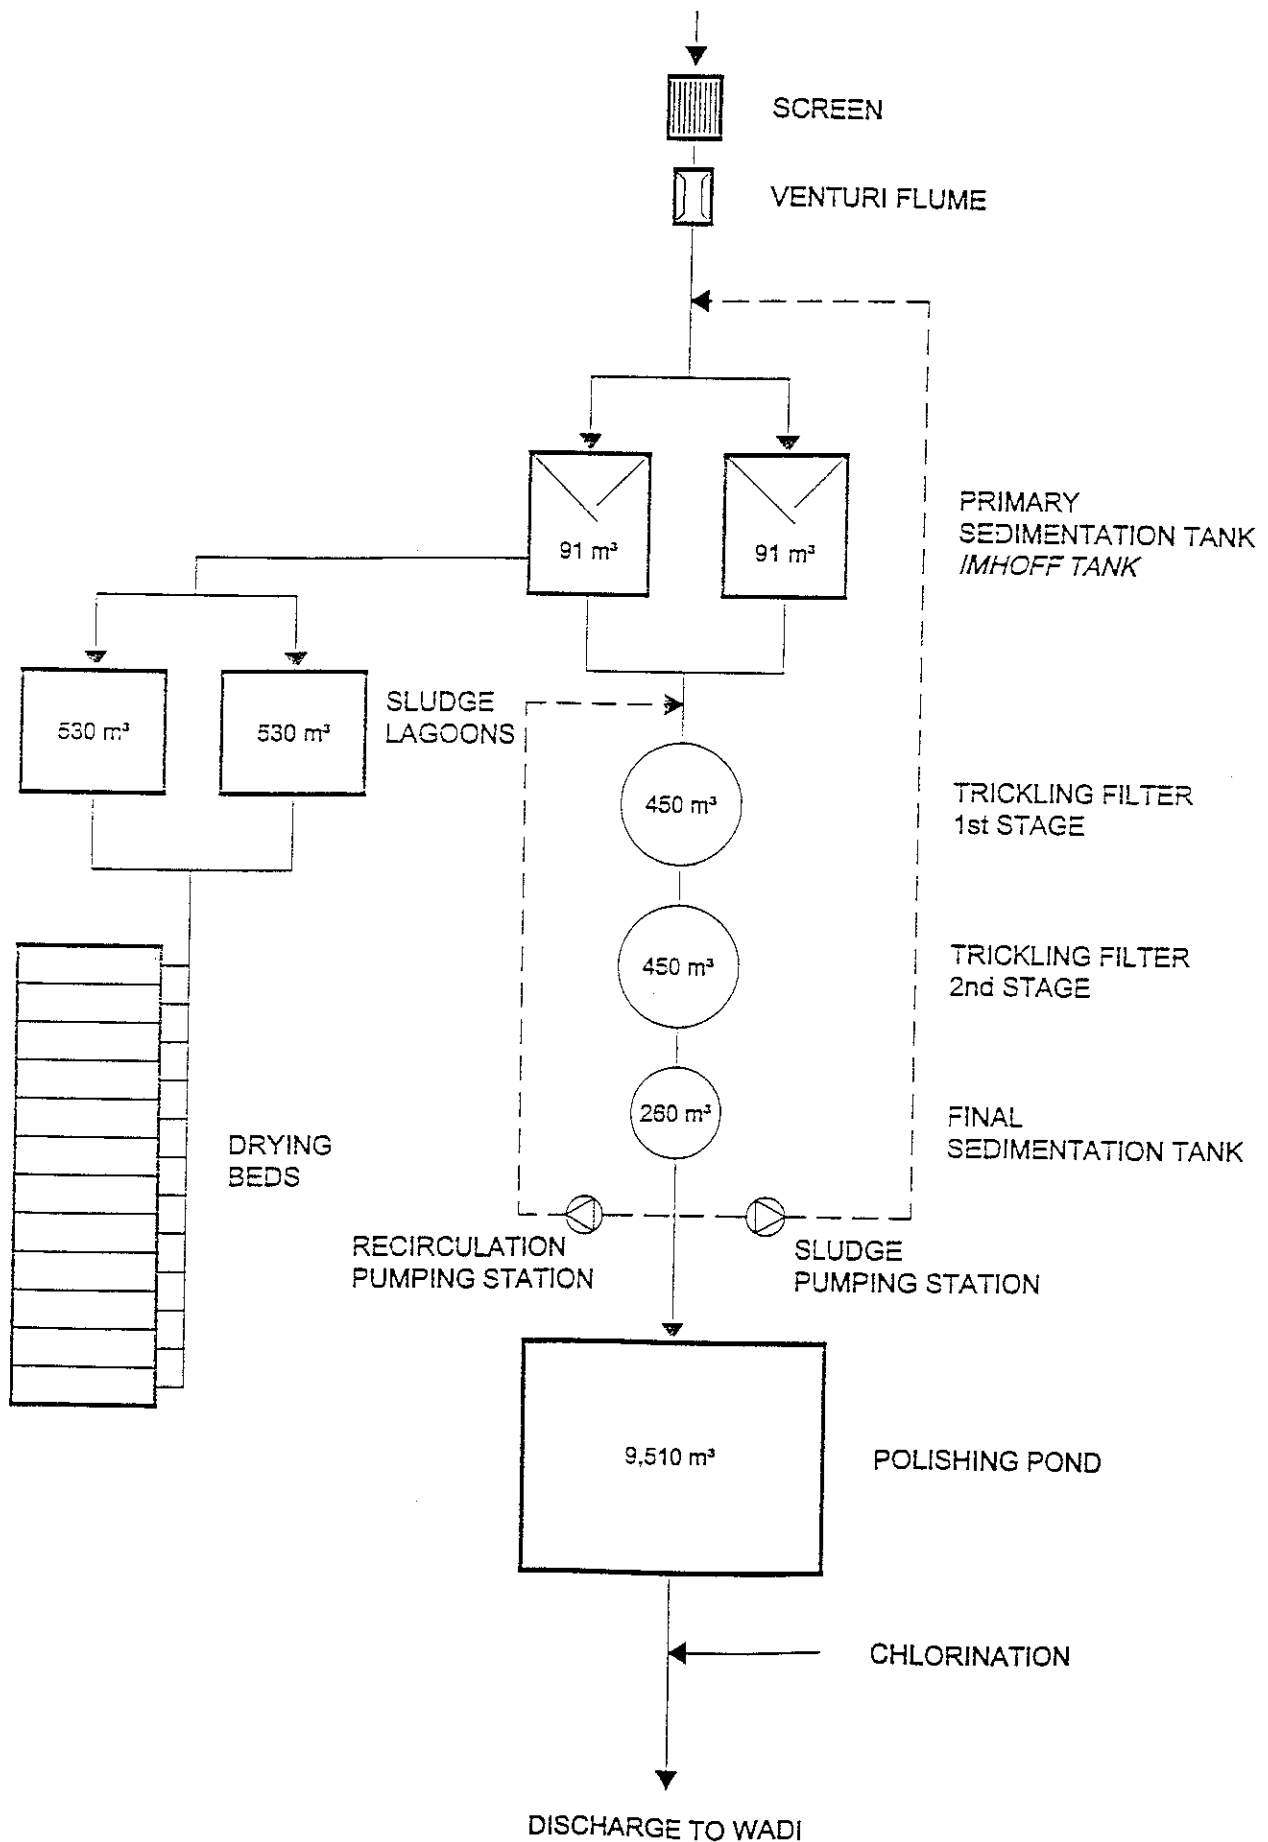 SCREEN
VENTURI FLUME
PRIMARY
SEDIMENTATION TANK
IMHOFF TANK
91 m³
91 m³
530 m³
530 m³
SLUDGE
LAGOONS
450 m³
TRICKLING FILTER
1st STAGE
450 m³
TRICKLING FILTER
2nd STAGE
260 m³
FINAL
SEDIMENTATION TANK
DRYING
BEDS
RECIRCULATION
PUMPING STATION
SLUDGE
PUMPING STATION
9,510 m³
POLISHING POND
CHLORINATION
DISCHARGE TO WADI